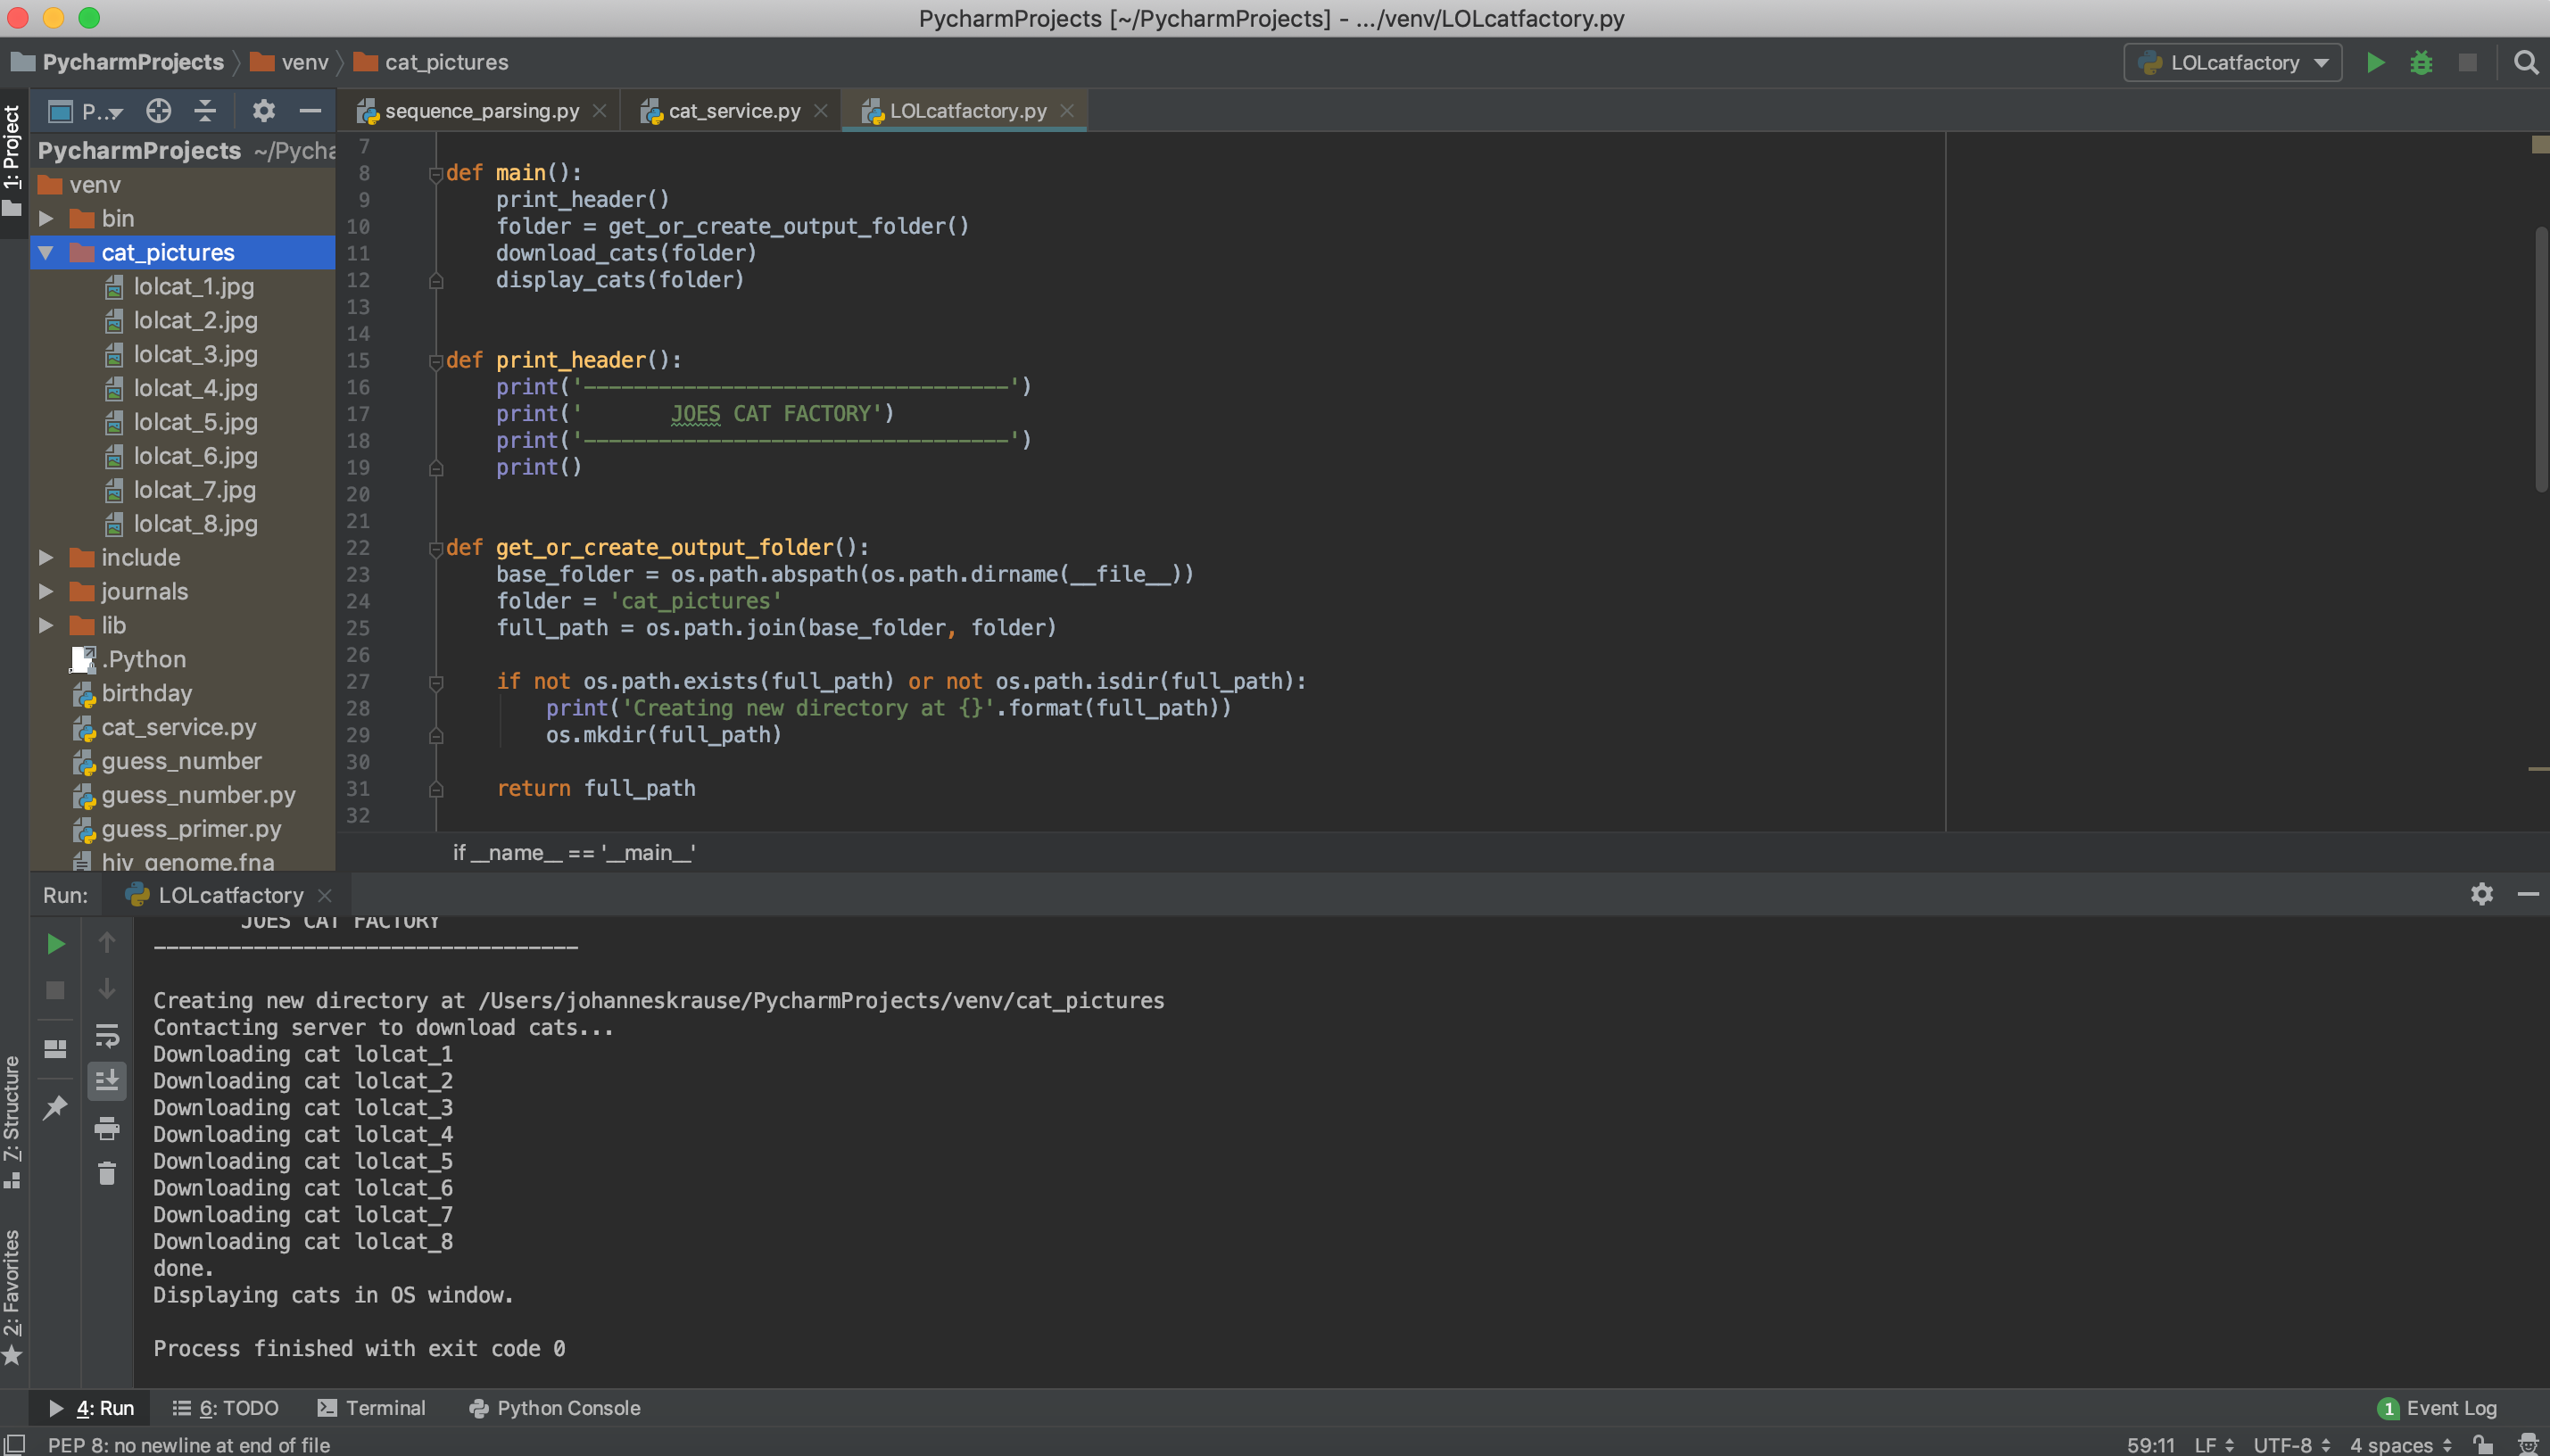 PycharmProjects [~/PycharmProjects] - .../venv/LOLcatfactory.py
PycharmProjects venv cat_pictures
LOLcatfactory
1: Project
P..
sequence_parsing.py
cat_service.py
LOLcatfactory.py
PycharmProjects ~/Pycha
venv
bin
cat_pictures
lolcat_1.jpg
lolcat_2.jpg
lolcat_3.jpg
lolcat_4.jpg
lolcat_5.jpg
lolcat_6.jpg
lolcat_7.jpg
lolcat_8.jpg
include
journals
lib
.Python
birthday
cat_service.py
guess_number
guess_number.py
guess_primer.py
hiv_genome.fna
7
8 def main():
9 print_header()
10 folder = get_or_create_output_folder()
11 download_cats(folder)
12 display_cats(folder)
13
14
15 def print_header():
16 print('----------------------------------')
17 print('       JOES CAT FACTORY')
18 print('----------------------------------')
19 print()
20
21
22 def get_or_create_output_folder():
23 base_folder = os.path.abspath(os.path.dirname(__file__))
24 folder = 'cat_pictures'
25 full_path = os.path.join(base_folder, folder)
26
27 if not os.path.exists(full_path) or not os.path.isdir(full_path):
28 print('Creating new directory at {}'.format(full_path))
29 os.mkdir(full_path)
30
31 return full_path
32
if __name__ == '__main__'
Run: LOLcatfactory
JOES CAT FACTORY
----------------------------------
Creating new directory at /Users/johanneskrause/PycharmProjects/venv/cat_pictures
Contacting server to download cats...
Downloading cat lolcat_1
Downloading cat lolcat_2
Downloading cat lolcat_3
Downloading cat lolcat_4
Downloading cat lolcat_5
Downloading cat lolcat_6
Downloading cat lolcat_7
Downloading cat lolcat_8
done.
Displaying cats in OS window.
Process finished with exit code 0
7: Structure
2: Favorites
4: Run 6: TODO Terminal Python Console
1 Event Log
PEP 8: no newline at end of file
59:11 LF UTF-8 4 spaces